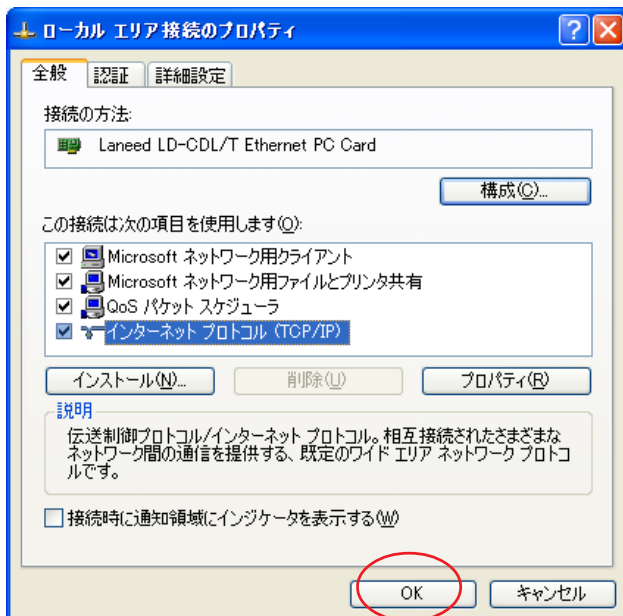 ローカル エリア接続のプロパティ
全般 認証 詳細設定
接続の方法:
Laneed LD-CDL/T Ethernet PC Card
構成(C)...
この接続は次の項目を使用します(O):
Microsoft ネットワーク用クライアント
Microsoft ネットワーク用ファイルとプリンタ共有
QoS パケット スケジューラ
インターネット プロトコル (TCP/IP)
インストール(N)... 削除(U) プロパティ(R)
説明
伝送制御プロトコル/インターネット プロトコル。相互接続されたさまざまな
ネットワーク間の通信を提供する、既定のワイド エリア ネットワーク プロトコ
ルです。
接続時に通知領域にインジケータを表示する(W)
OK キャンセル